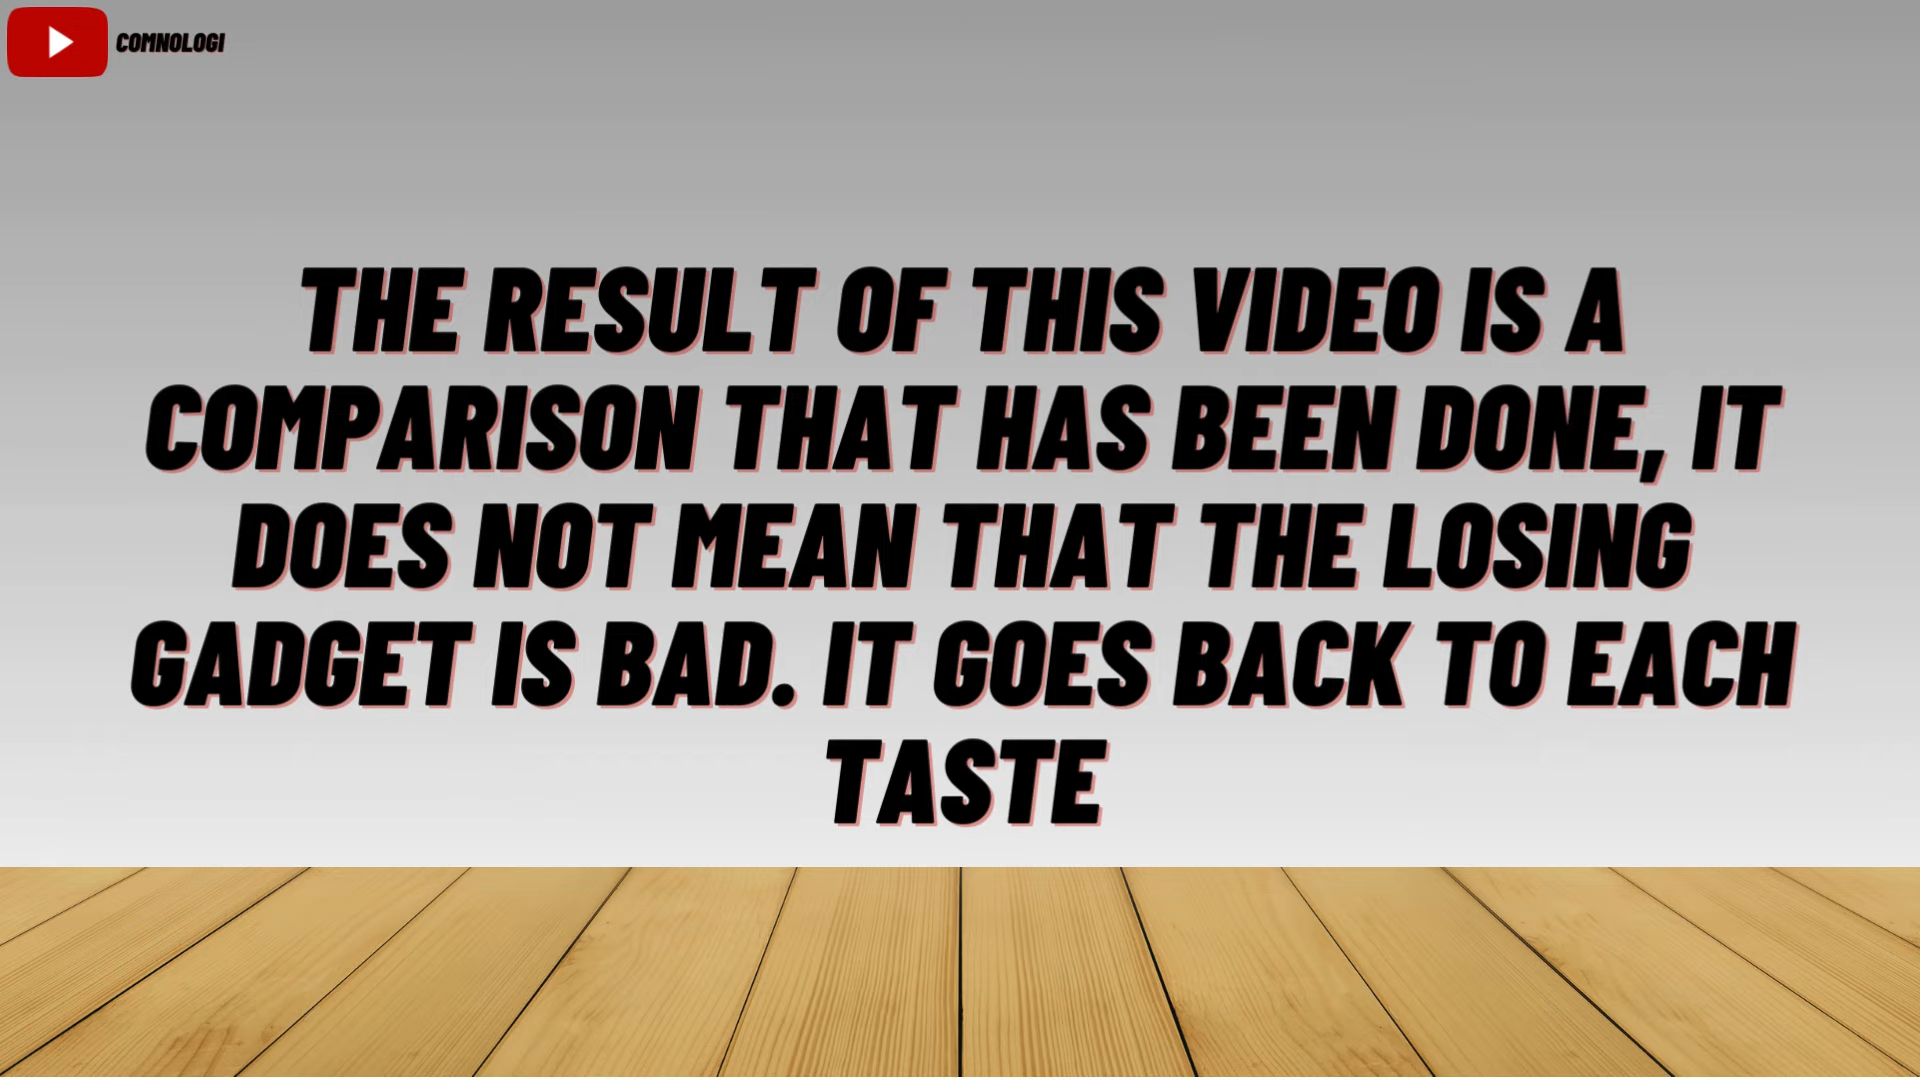 COMNOLOGI
THE RESULT OF THIS VIDEO IS A
COMPARISON THAT HAS BEEN DONE, IT
DOES NOT MEAN THAT THE LOSING
GADGET IS BAD. IT GOES BACK TO EACH
TASTE